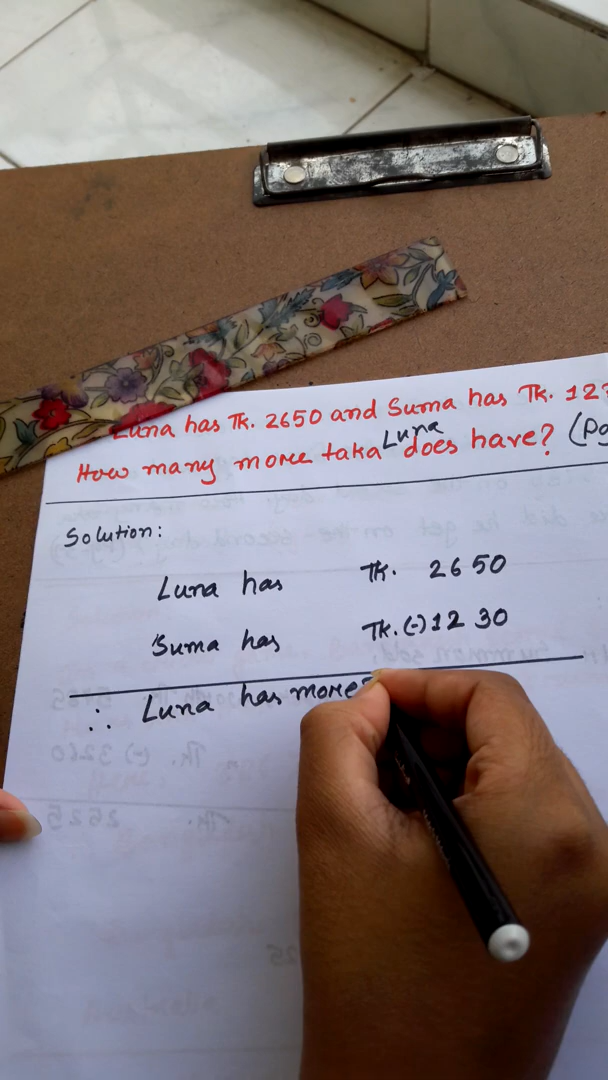 Luna has Tk. 2650 and Suma has Tk. 12
How many more taka Luna does have? (
Solution:
Luna has Tk. 2650
Suma has Tk. (-) 1230
∴ Luna has more